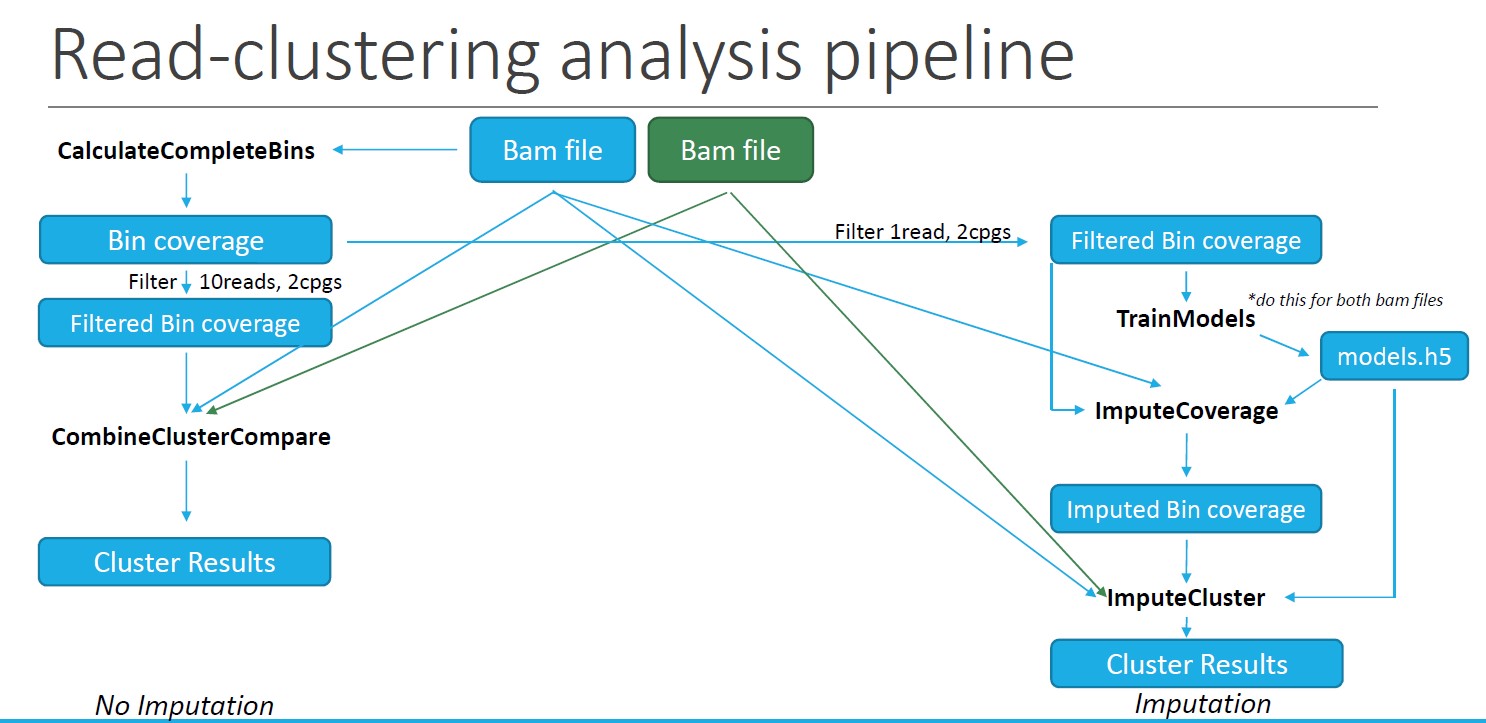 Read-clustering analysis pipeline
CalculateCompleteBins
Bam file
Bam file
Bin coverage
Filter 10reads, 2cpgs
Filtered Bin coverage
CombineClusterCompare
Cluster Results
No Imputation
Filter 1read, 2cpgs
Filtered Bin coverage
*do this for both bam files
TrainModels
models.h5
ImputeCoverage
Imputed Bin coverage
ImputeCluster
Cluster Results
Imputation